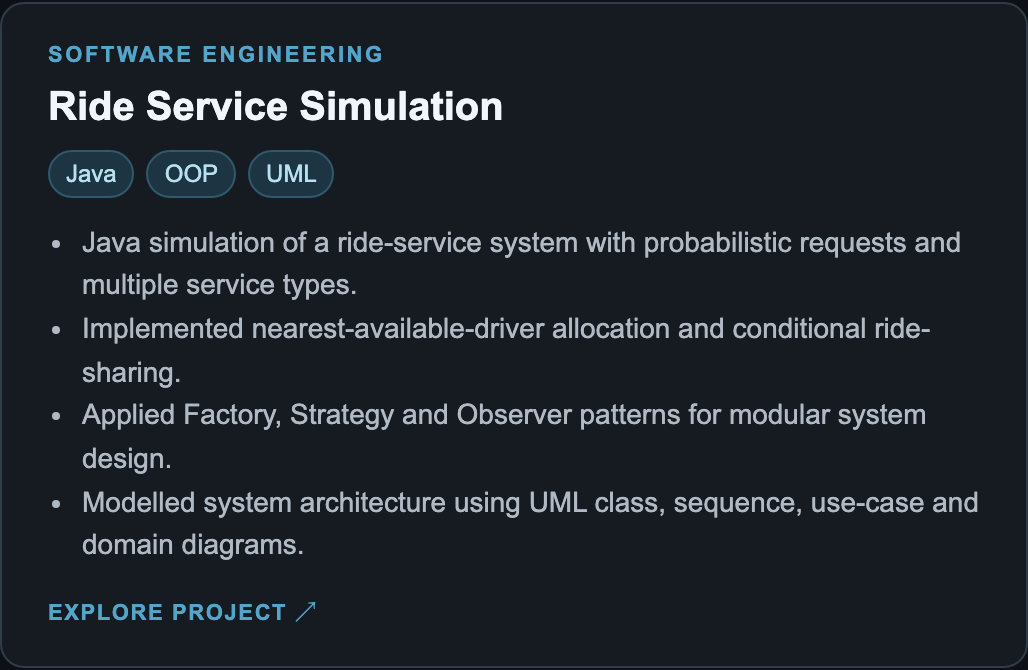 SOFTWARE ENGINEERING
Ride Service Simulation
Java OOP UML
• Java simulation of a ride-service system with probabilistic requests and
multiple service types.
• Implemented nearest-available-driver allocation and conditional ride-
sharing.
• Applied Factory, Strategy and Observer patterns for modular system
design.
• Modelled system architecture using UML class, sequence, use-case and
domain diagrams.
EXPLORE PROJECT ↗